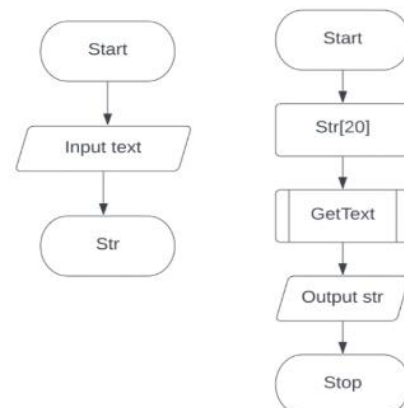 Start
Input text
Str
Start
Str[20]
GetText
Output str
Stop